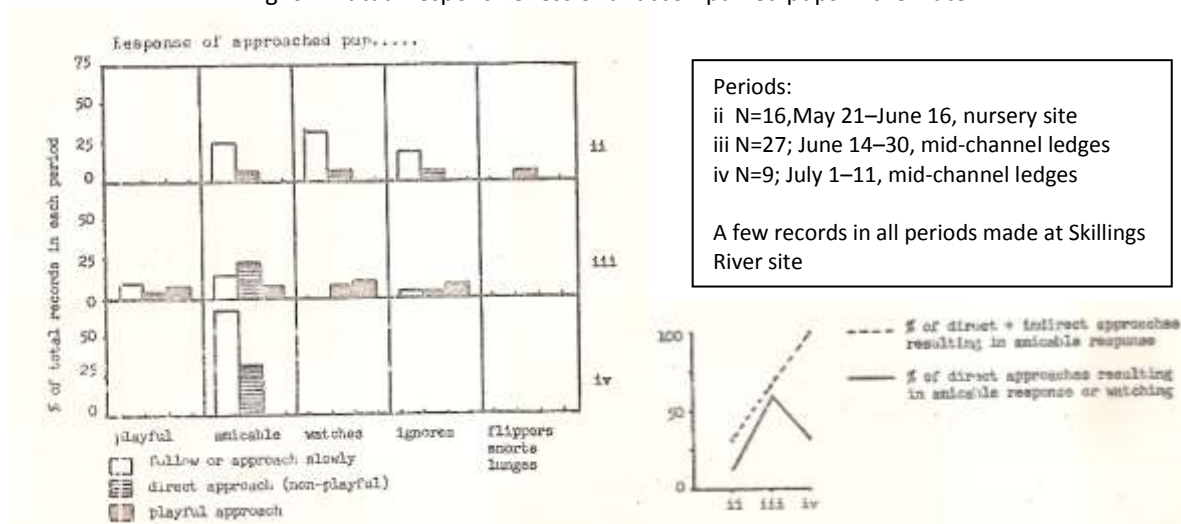 Response of approached pup.....
75
50
25
0
ii
50
25
0
iii
50
25
0
iv
% of total records in each period
playful
amicable
watches
ignores
flippers
snorts
lunges
follow or approach slowly
direct approach (non-playful)
playful approach
Periods:
ii N=16,May 21–June 16, nursery site
iii N=27; June 14–30, mid-channel ledges
iv N=9; July 1–11, mid-channel ledges
A few records in all periods made at Skillings
River site
100
50
0
ii iii iv
% of direct + indirect approaches
resulting in amicable response
% of direct approaches resulting
in amicable response or watching